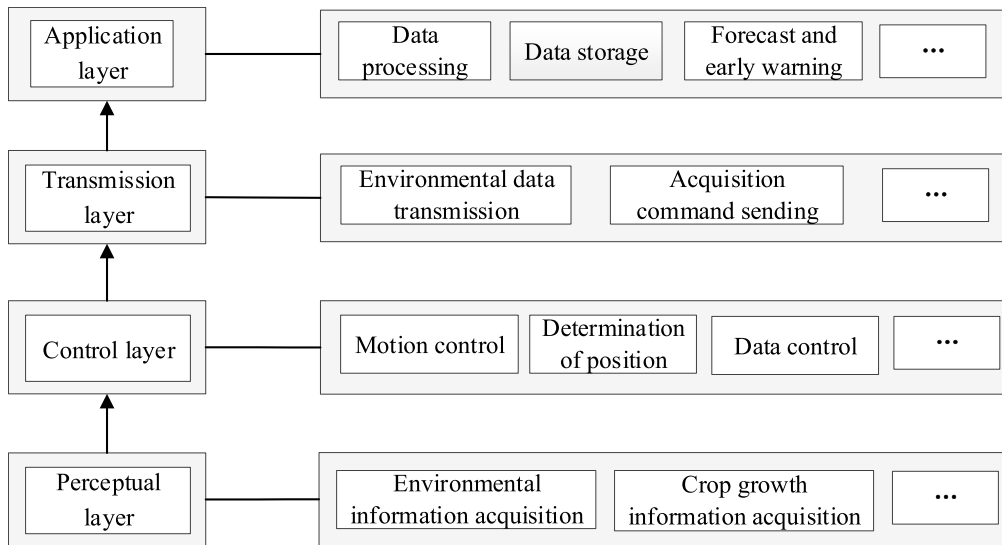 Application
layer
Data
processing
Data storage
Forecast and
early warning
...
Transmission
layer
Environmental data
transmission
Acquisition
command sending
...
Control layer
Motion control
Determination
of position
Data control
...
Perceptual
layer
Environmental
information acquisition
Crop growth
information acquisition
...